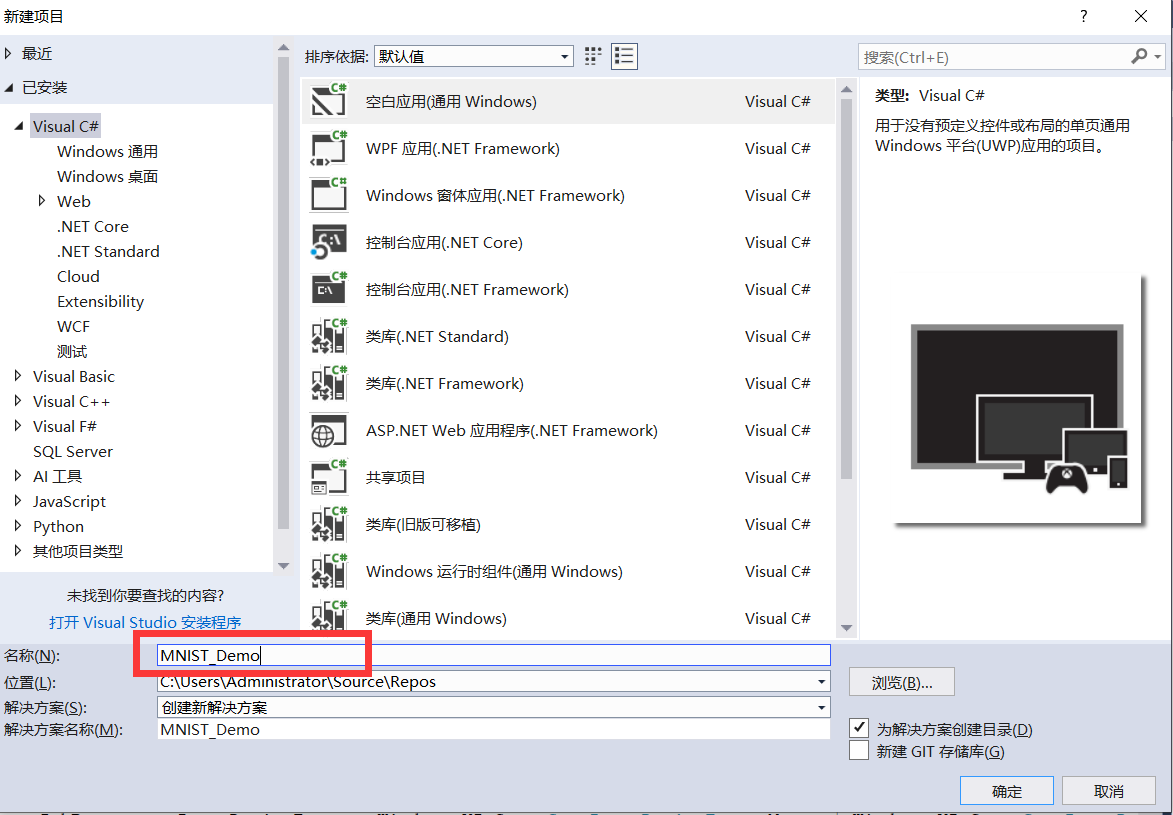 新建项目
?
最近
已安装
Visual C#
Windows 通用
Windows 桌面
Web
.NET Core
.NET Standard
Cloud
Extensibility
WCF
测试
Visual Basic
Visual C++
Visual F#
SQL Server
AI 工具
JavaScript
Python
其他项目类型
未找到你要查找的内容?
打开 Visual Studio 安装程序
排序依据: 默认值
空白应用(通用 Windows) Visual C#
WPF 应用(.NET Framework) Visual C#
Windows 窗体应用(.NET Framework) Visual C#
控制台应用(.NET Core) Visual C#
控制台应用(.NET Framework) Visual C#
类库(.NET Standard) Visual C#
类库(.NET Framework) Visual C#
ASP.NET Web 应用程序(.NET Framework) Visual C#
共享项目 Visual C#
类库(旧版可移植) Visual C#
Windows 运行时组件(通用 Windows) Visual C#
类库(通用 Windows) Visual C#
搜索(Ctrl+E)
类型: Visual C#
用于没有预定义控件或布局的单页通用
Windows 平台(UWP)应用的项目。
名称(N): MNIST_Demo
位置(L): C:\Users\Administrator\Source\Repos
浏览(B)...
解决方案(S): 创建新解决方案
解决方案名称(M): MNIST_Demo
为解决方案创建目录(D)
新建 GIT 存储库(G)
确定
取消